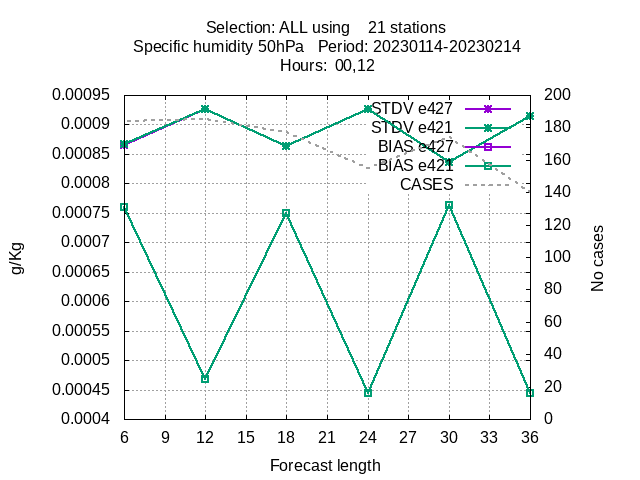 Selection: ALL using    21 stations
Specific humidity 50hPa   Period: 20230114-20230214
Hours:  00,12
0.00095
0.0009
0.00085
0.0008
0.00075
0.0007
0.00065
0.0006
0.00055
0.0005
0.00045
0.0004
g/Kg
STDV e427
STDV e421
BIAS e427
BIAS e421
CASES
200
180
160
140
120
100
80
60
40
20
0
No cases
6 9 12 15 18 21 24 27 30 33 36
Forecast length